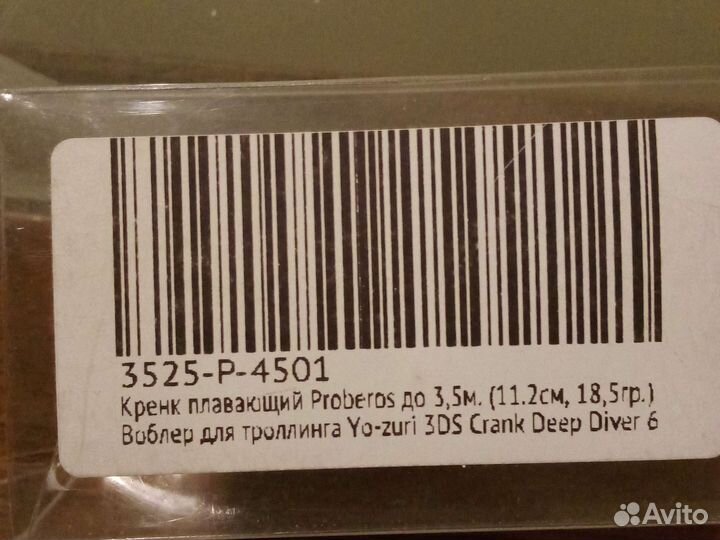 3525-P-4501
Кренк плавающий Proberos до 3,5м. (11.2см, 18,5гр.)
Воблер для троллинга Yo-zuri 3DS Crank Deep Diver 6
Avito